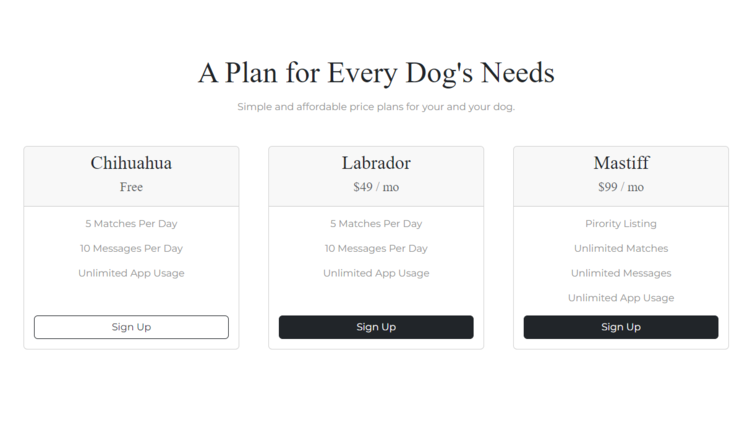 A Plan for Every Dog's Needs
Simple and affordable price plans for your and your dog.
Chihuahua
Free
5 Matches Per Day
10 Messages Per Day
Unlimited App Usage
Sign Up
Labrador
$49 / mo
5 Matches Per Day
10 Messages Per Day
Unlimited App Usage
Sign Up
Mastiff
$99 / mo
Pirority Listing
Unlimited Matches
Unlimited Messages
Unlimited App Usage
Sign Up